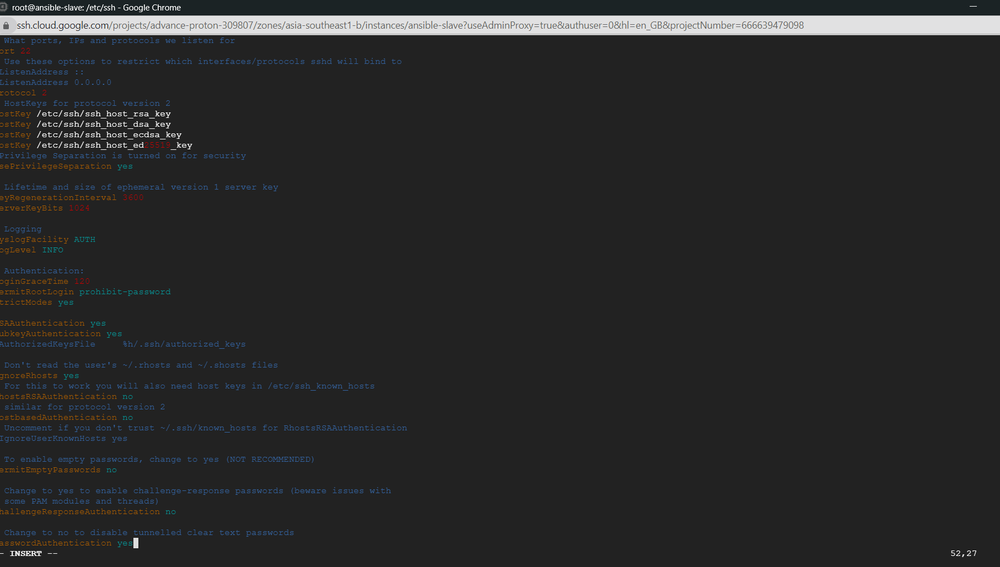 root@ansible-slave: /etc/ssh - Google Chrome
ssh.cloud.google.com/projects/advance-proton-309807/zones/asia-southeast1-b/instances/ansible-slave?useAdminProxy=true&authuser=0&hl=en_GB&projectNumber=666639479098
What ports, IPs and protocols we listen for
ort 22
Use these options to restrict which interfaces/protocols sshd will bind to
ListenAddress ::
ListenAddress 0.0.0.0
rotocol 2
HostKeys for protocol version 2
ostKey /etc/ssh/ssh_host_rsa_key
ostKey /etc/ssh/ssh_host_dsa_key
ostKey /etc/ssh/ssh_host_ecdsa_key
ostKey /etc/ssh/ssh_host_ed25519_key
Privilege Separation is turned on for security
sePrivilegeSeparation yes
Lifetime and size of ephemeral version 1 server key
eyRegenerationInterval 3600
erverKeyBits 1024
Logging
yslogFacility AUTH
ogLevel INFO
Authentication:
oginGraceTime 120
ermitRootLogin prohibit-password
trictModes yes
SAAuthentication yes
ubkeyAuthentication yes
AuthorizedKeysFile     %h/.ssh/authorized_keys
Don't read the user's ~/.rhosts and ~/.shosts files
gnoreRhosts yes
For this to work you will also need host keys in /etc/ssh_known_hosts
hostsRSAAuthentication no
similar for protocol version 2
ostbasedAuthentication no
Uncomment if you don't trust ~/.ssh/known_hosts for RhostsRSAAuthentication
IgnoreUserKnownHosts yes
To enable empty passwords, change to yes (NOT RECOMMENDED)
ermitEmptyPasswords no
Change to yes to enable challenge-response passwords (beware issues with
some PAM modules and threads)
hallengeResponseAuthentication no
Change to no to disable tunnelled clear text passwords
asswordAuthentication yes
- INSERT -- 52,27